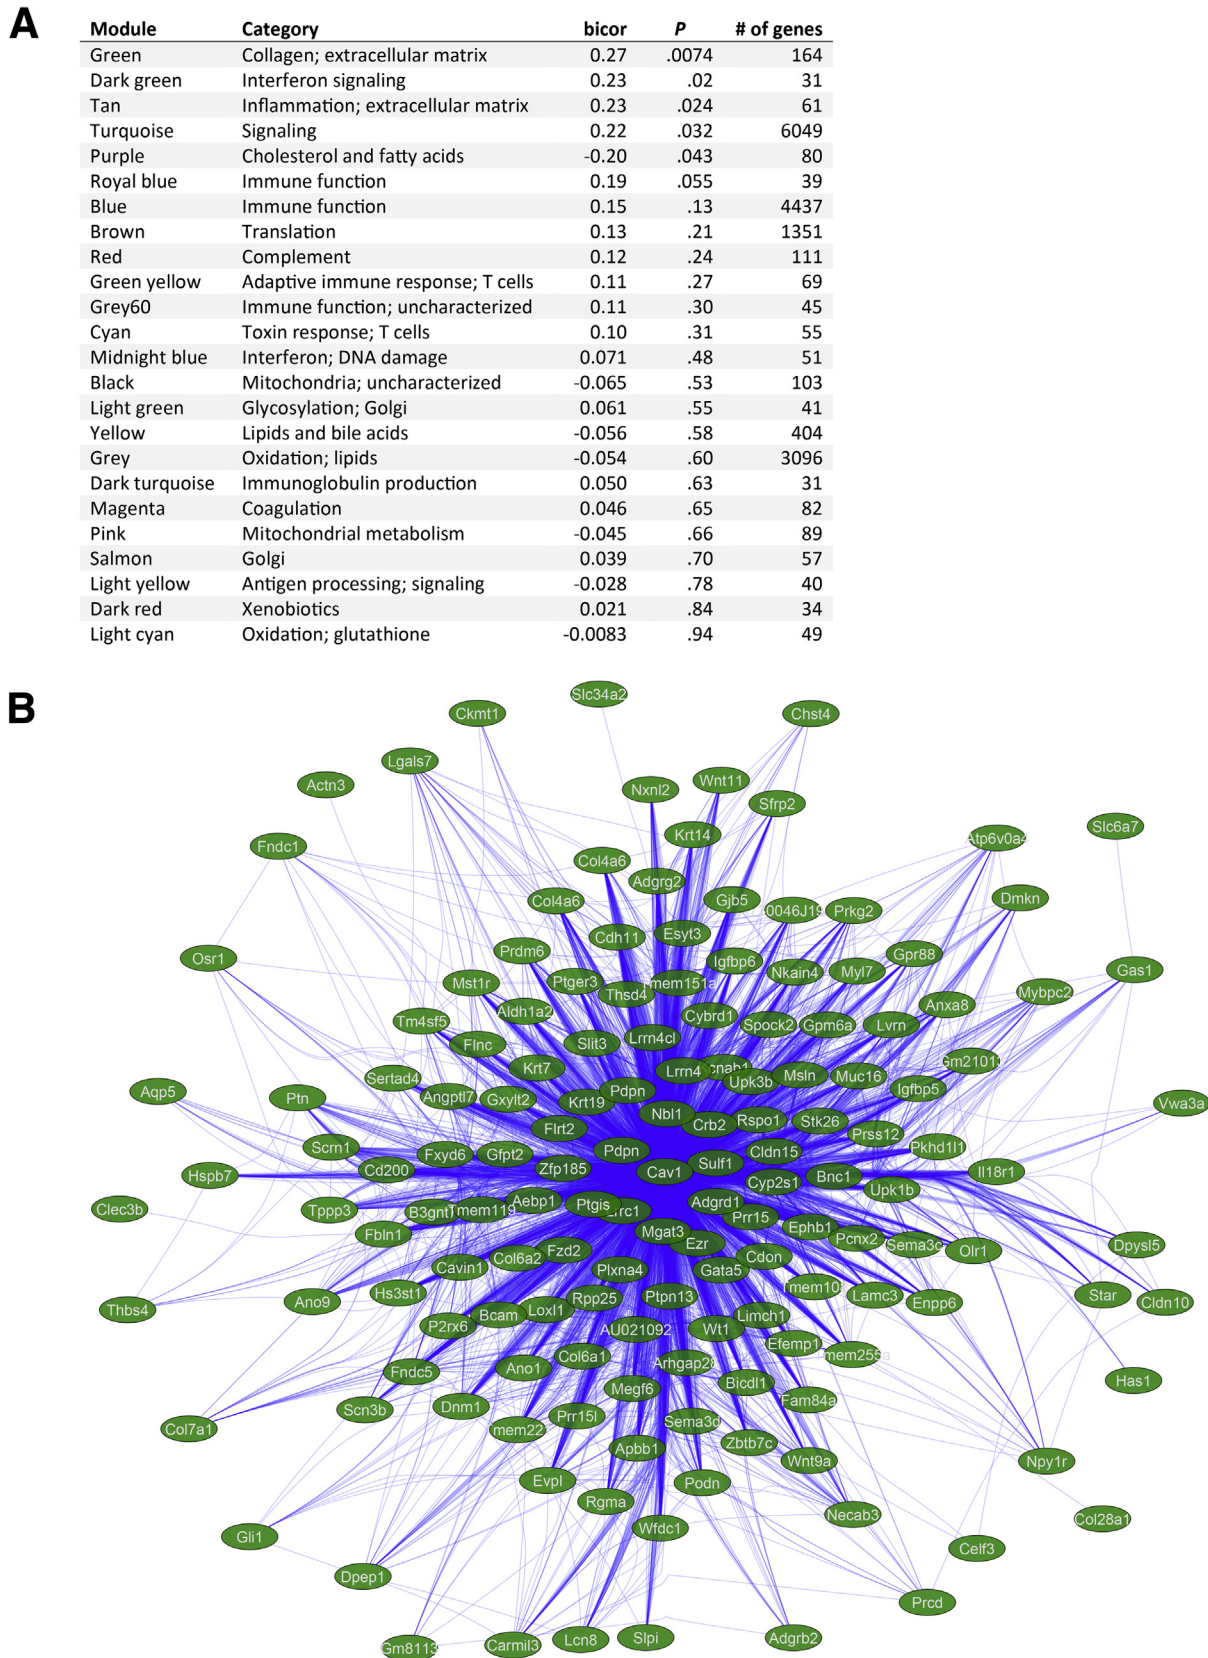 A
Module Category bicor P # of genes
Green Collagen; extracellular matrix 0.27 .0074 164
Dark green Interferon signaling 0.23 .02 31
Tan Inflammation; extracellular matrix 0.23 .024 61
Turquoise Signaling 0.22 .032 6049
Purple Cholesterol and fatty acids -0.20 .043 80
Royal blue Immune function 0.19 .055 39
Blue Immune function 0.15 .13 4437
Brown Translation 0.13 .21 1351
Red Complement 0.12 .24 111
Green yellow Adaptive immune response; T cells 0.11 .27 69
Grey60 Immune function; uncharacterized 0.11 .30 45
Cyan Toxin response; T cells 0.10 .31 55
Midnight blue Interferon; DNA damage 0.071 .48 51
Black Mitochondria; uncharacterized -0.065 .53 103
Light green Glycosylation; Golgi 0.061 .55 41
Yellow Lipids and bile acids -0.056 .58 404
Grey Oxidation; lipids -0.054 .60 3096
Dark turquoise Immunoglobulin production 0.050 .63 31
Magenta Coagulation 0.046 .65 82
Pink Mitochondrial metabolism -0.045 .66 89
Salmon Golgi 0.039 .70 57
Light yellow Antigen processing; signaling -0.028 .78 40
Dark red Xenobiotics 0.021 .84 34
Light cyan Oxidation; glutathione -0.0083 .94 49
B
Slc34a2
Ckmt1
Chst4
Lgals7
Actn3
Nxnl2
Wnt11
Sfrp2
Slc6a7
Krt14
Atp6v0a4
Fndc1
Col4a6
Adgrg2
Col4a6
Gjb5
0046J19
Prkg2
Dmkn
Cdh11
Esyt3
Prdm6
Igfbp6
Gpr88
Osr1
Nkain4
Myl7
Gas1
Mst1r
Ptger3
Thsd4
mem151a
Mybpc2
Aldh1a2
Cybrd1
Spock2
Gpm6a
Lvrn
Anxa8
Tm4sf5
Flnc
Slit3
Lrrn4cl
Krt7
Lrrn4
cnab1
Upk3b
Msln
Muc16
Gm2101
Igfbp5
Sertad4
Aqp5
Ptn
Angptl7
Gxylt2
Krt19
Pdpn
Vwa3a
Nbl1
Crb2
Rspo1
Stk26
Flrt2
Prss12
Scrn1
Fxyd6
Gfpt2
Pdpn
Cldn15
Pkhd1l1
Hspb7
Cd200
Zfp185
Cav1
Sulf1
Cyp2s1
Bnc1
Il18r1
Upk1b
Clec3b
Tppp3
B3gnt
Tmem119
Aebp1
Ptgis
rrc1
Adgrd1
Prr15
Ephb1
Fbln1
Mgat3
Ezr
Pcnx2
Sema3c
Olr1
Dpysl5
Cavin1
Col6a2
Fzd2
Plxna4
Gata5
Cdon
Thbs4
Ano9
Hs3st1
Rpp25
Ptpn13
Tmem10
Lamc3
Enpp6
Star
Cldn10
P2rx6
Bcam
Loxl1
AU021092
Wt1
Limch1
Efemp1
mem255a
Fndc5
Ano1
Col6a1
Arhgap28
Bicdl1
Has1
Megf6
Fam84a
Scn3b
Dnm1
Prr15l
Sema3d
Col7a1
mem22
Apbb1
Zbtb7c
Wnt9a
Npy1r
Evpl
Podn
Rgma
Necab3
Col28a1
Wfdc1
Gli1
Celf3
Dpep1
Prcd
Gm8113
Carmil3
Lcn8
Slpi
Adgrb2